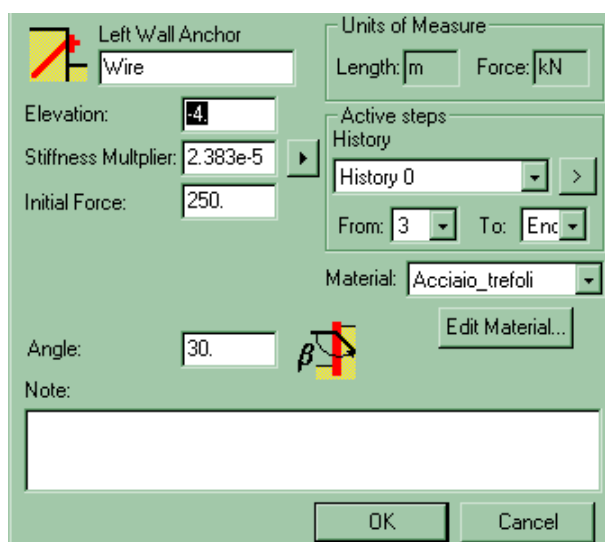 Left Wall Anchor
Wire
Elevation: -4.
Stiffness Multplier: 2.383e-5
Initial Force: 250.
Angle: 30.
β
Note:
Units of Measure
Length: m Force: kN
Active steps
History
History 0 >
From: 3 To: Enc
Material: Acciaio_trefoli
Edit Material...
OK Cancel